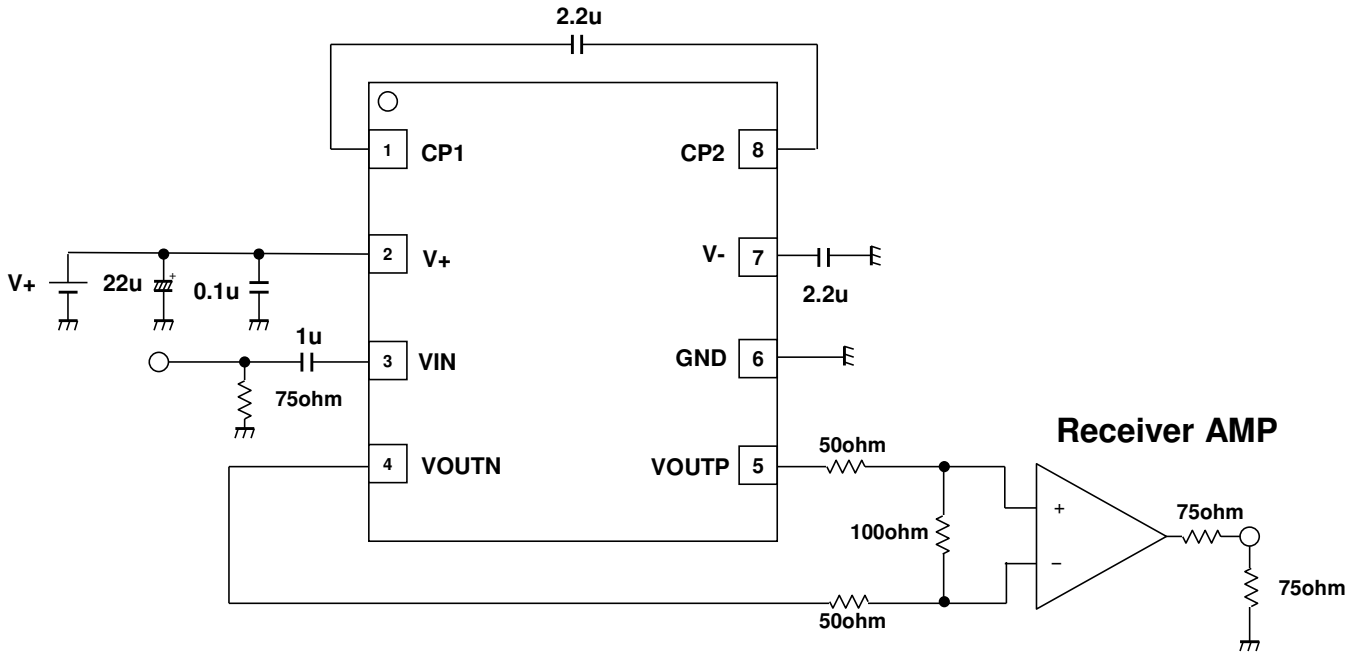 2.2u
1
CP1
CP2
8
2
V+
V-
7
2.2u
V+
22u
+
0.1u
1u
3
VIN
GND
6
75ohm
4
VOUTN
VOUTP
5
50ohm
Receiver AMP
100ohm
+
−
75ohm
75ohm
50ohm